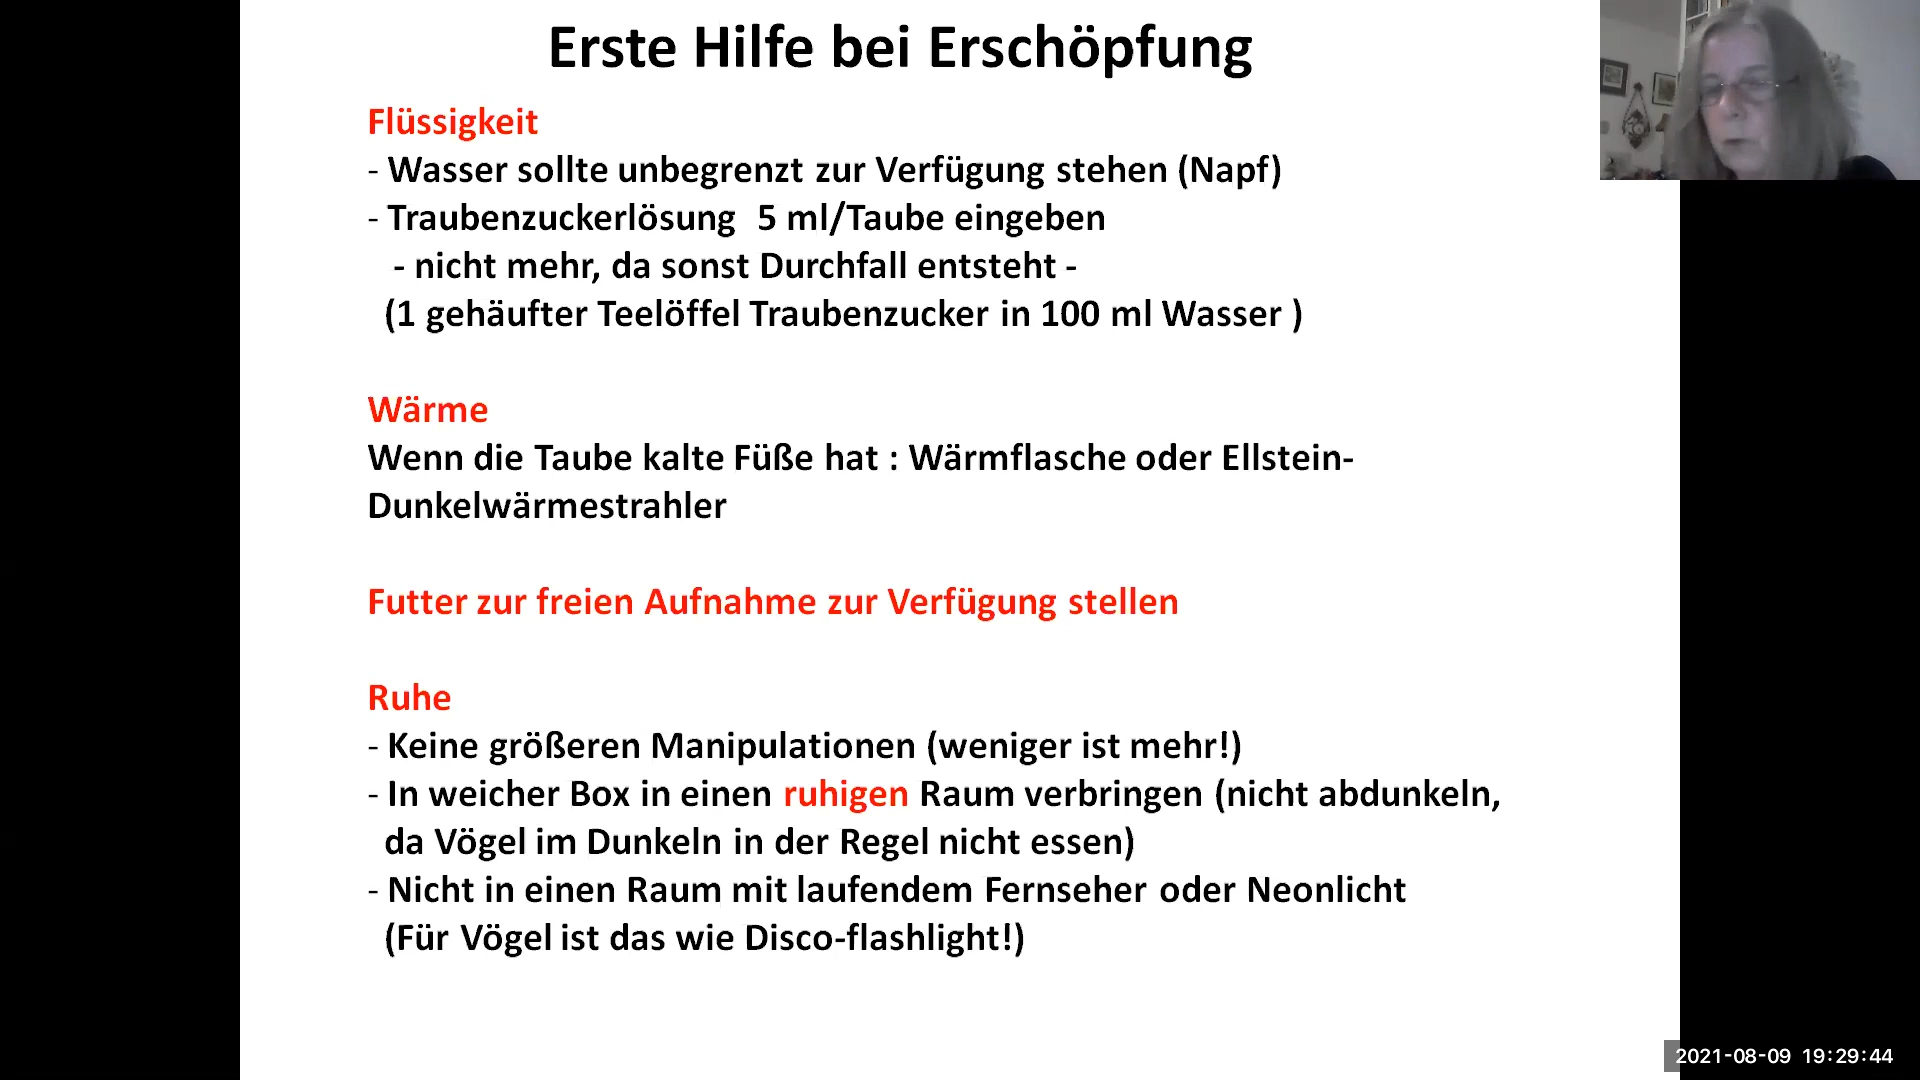 Erste Hilfe bei Erschöpfung
Flüssigkeit
- Wasser sollte unbegrenzt zur Verfügung stehen (Napf)
- Traubenzuckerlösung 5 ml/Taube eingeben
- nicht mehr, da sonst Durchfall entsteht -
(1 gehäufter Teelöffel Traubenzucker in 100 ml Wasser )
Wärme
Wenn die Taube kalte Füße hat : Wärmflasche oder Ellstein-
Dunkelwärmestrahler
Futter zur freien Aufnahme zur Verfügung stellen
Ruhe
- Keine größeren Manipulationen (weniger ist mehr!)
- In weicher Box in einen ruhigen Raum verbringen (nicht abdunkeln,
da Vögel im Dunkeln in der Regel nicht essen)
- Nicht in einen Raum mit laufendem Fernseher oder Neonlicht
(Für Vögel ist das wie Disco-flashlight!)
2021-08-09 19:29:44